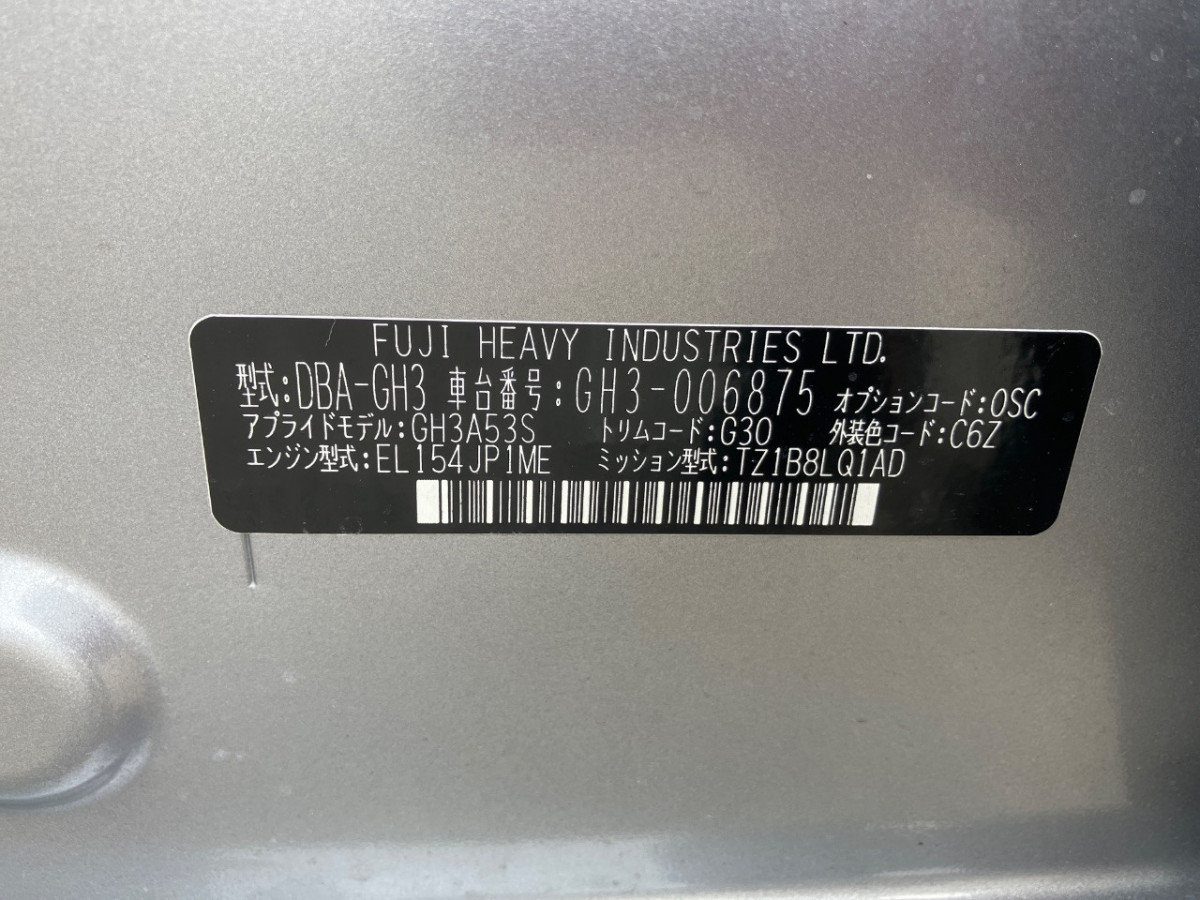 FUJI HEAVY INDUSTRIES LTD.
型式:DBA-GH3 車台番号:GH3-006875 オプションコード:OSC
アプライドモデル:GH3A53S トリムコード:G30 外装色コード:C6Z
エンジン型式:EL154JP1ME ミッション型式:TZ1B8LQ1AD